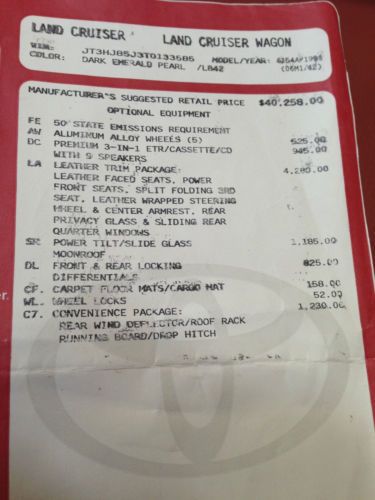 LAND CRUISER LAND CRUISER WAGON
VIN: JT3HJ85J3T0133685 MODEL/YEAR: 6154A/1996
COLOR: DARK EMERALD PEARL /LB42 (06M1/42)
MANUFACTURER'S SUGGESTED RETAIL PRICE $40,258.00
OPTIONAL EQUIPMENT
FE 50 STATE EMISSIONS REQUIREMENT
AW ALUMINUM ALLOY WHEELS (5) 525.00
DC PREMIUM 3-IN-1 ETR/CASSETTE/CD 945.00
WITH 9 SPEAKERS
LA LEATHER TRIM PACKAGE: 4,280.00
LEATHER FACED SEATS, POWER
FRONT SEATS, SPLIT FOLDING 3RD
SEAT, LEATHER WRAPPED STEERING
WHEEL & CENTER ARMREST, REAR
PRIVACY GLASS & SLIDING REAR
QUARTER WINDOWS
SR POWER TILT/SLIDE GLASS 1,185.00
MOONROOF
DL FRONT & REAR LOCKING 825.00
DIFFERENTIALS
CF. CARPET FLOOR MATS/CARGO MAT 158.00
WL. WHEEL LOCKS 52.00
C7. CONVENIENCE PACKAGE: 1,230.00
REAR WIND DEFLECTOR/ROOF RACK
RUNNING BOARD/DROP HITCH
er.